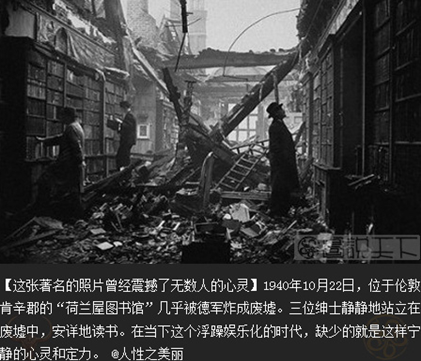 【这张著名的照片曾经震撼了无数人的心灵】1940年10月22日，位于伦敦
肯辛郡的“荷兰屋图书馆”几乎被德军炸成废墟。三位绅士静静地站立在
废墟中，安详地读书。在当下这个浮躁娱乐化的时代，缺少的就是这样宁
静的心灵和定力。 @人性之美丽